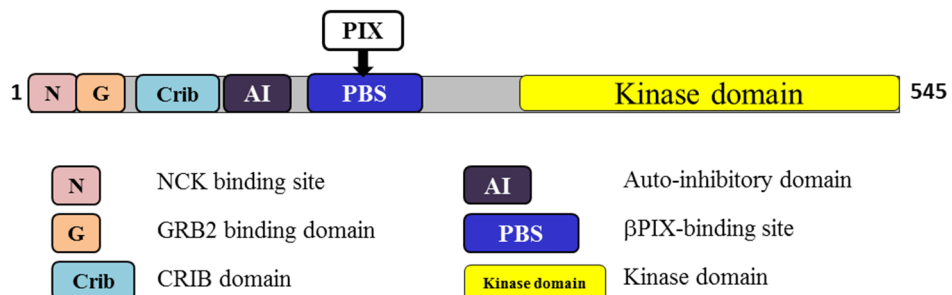 PIX
1 N G Crib AI PBS Kinase domain 545
N NCK binding site AI Auto-inhibitory domain
G GRB2 binding domain PBS βPIX-binding site
Crib CRIB domain Kinase domain Kinase domain